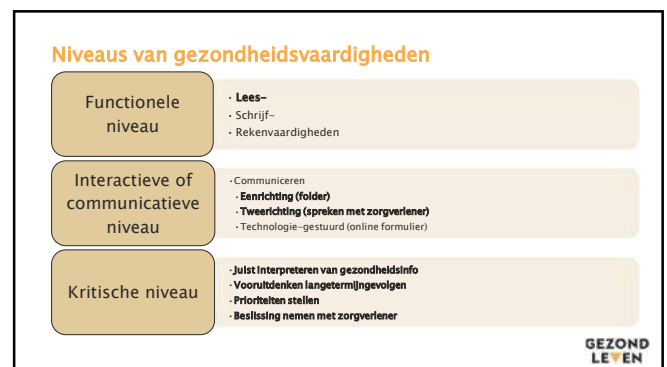 Niveaus van gezondheidsvaardigheden
Functionele
niveau
· Lees-
· Schrijf-
· Rekenvaardigheden
Interactieve of
communicatieve
niveau
· Communiceren
· Eenrichting (folder)
· Tweerichting (spreken met zorgverlener)
· Technologie-gestuurd (online formulier)
Kritische niveau
· Juist interpreteren van gezondheidsinfo
· Vooruitdenken langetermijngevolgen
· Prioriteiten stellen
· Beslissing nemen met zorgverlener
GEZOND
LEVEN